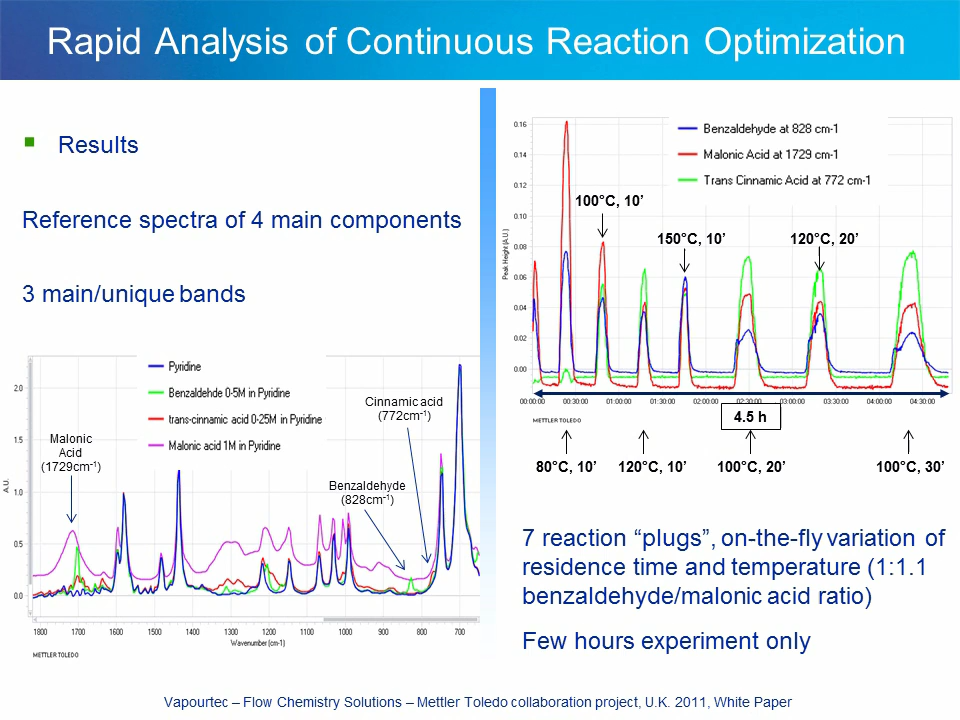 Rapid Analysis of Continuous Reaction Optimization
Results
Reference spectra of 4 main components
3 main/unique bands
Pyridine
Benzaldehde 0-5M in Pyridine
trans-cinnamic acid 0-25M in Pyridine
Malonic acid 1M in Pyridine
Cinnamic acid
(772cm-1)
Malonic
Acid
(1729cm-1)
Benzaldehyde
(828cm-1)
A.U.
2.0
1.5
1.0
0.5
0.0
1800 1700 1600 1500 1400 1300 1200 1100 1000 900 800 700
Wavenumber (cm-1)
METTLER TOLEDO
Benzaldehyde at 828 cm-1
Malonic Acid at 1729 cm-1
Trans Cinnamic Acid at 772 cm-1
100°C, 10’
150°C, 10’
120°C, 20’
Peak Height (A.U.)
0.16
0.14
0.12
0.10
0.08
0.06
0.04
0.02
0.00
00:00:00 00:30:00 01:00:00 01:30:00 02:00:00 02:30:00 03:00:00 03:30:00 04:00:00 04:30:00
METTLER TOLEDO
4.5 h
80°C, 10’ 120°C, 10’ 100°C, 20’ 100°C, 30’
7 reaction “plugs”, on-the-fly variation of
residence time and temperature (1:1.1
benzaldehyde/malonic acid ratio)
Few hours experiment only
Vapourtec – Flow Chemistry Solutions – Mettler Toledo collaboration project, U.K. 2011, White Paper